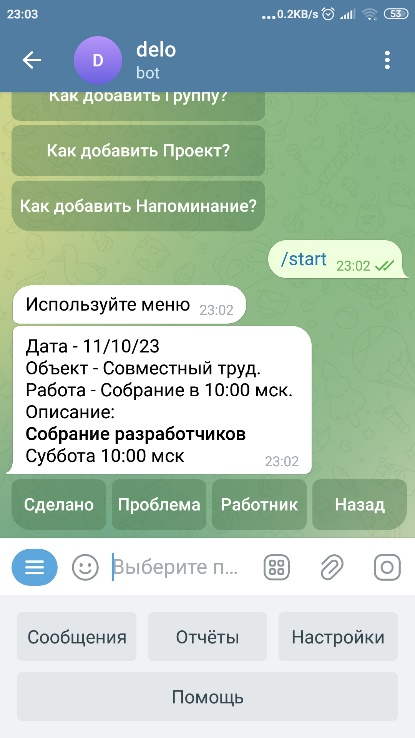 23:03
...0.2KB/s
53
D
delo
bot
Как добавить Группу?
Как добавить Проект?
Как добавить Напоминание?
/start 23:02
Используйте меню 23:02
Дата - 11/10/23
Объект - Совместный труд.
Работа - Собрание в 10:00 мск.
Описание:
Собрание разработчиков
Суббота 10:00 мск
23:02
Сделано Проблема Работник Назад
Выберите п...
Сообщения Отчёты Настройки
Помощь